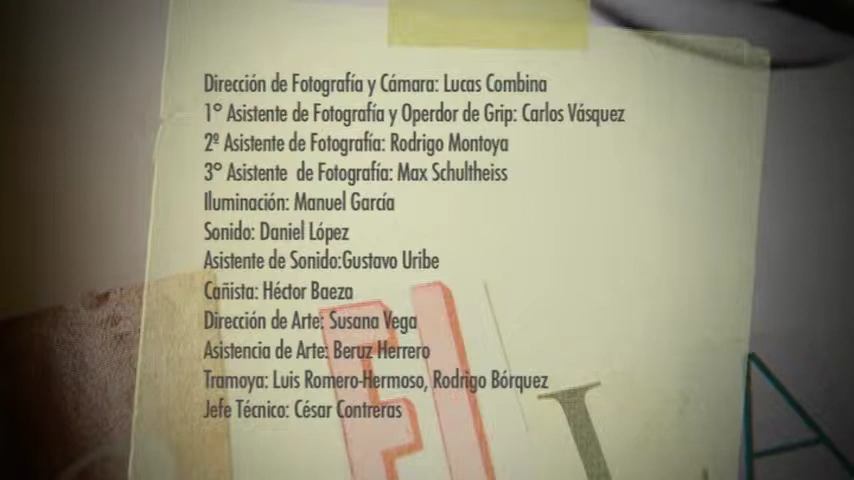 Dirección de Fotografía y Cámara: Lucas Combina
1° Asistente de Fotografía y Operdor de Grip: Carlos Vásquez
2º Asistente de Fotografía: Rodrigo Montoya
3° Asistente  de Fotografía: Max Schultheiss
Iluminación: Manuel García
Sonido: Daniel López
Asistente de Sonido:Gustavo Uribe
Cañista: Héctor Baeza
Dirección de Arte: Susana Vega
Asistencia de Arte: Beruz Herrero
Tramoya: Luis Romero-Hermoso, Rodrigo Bórquez
Jefe Técnico: César Contreras
El
L
A